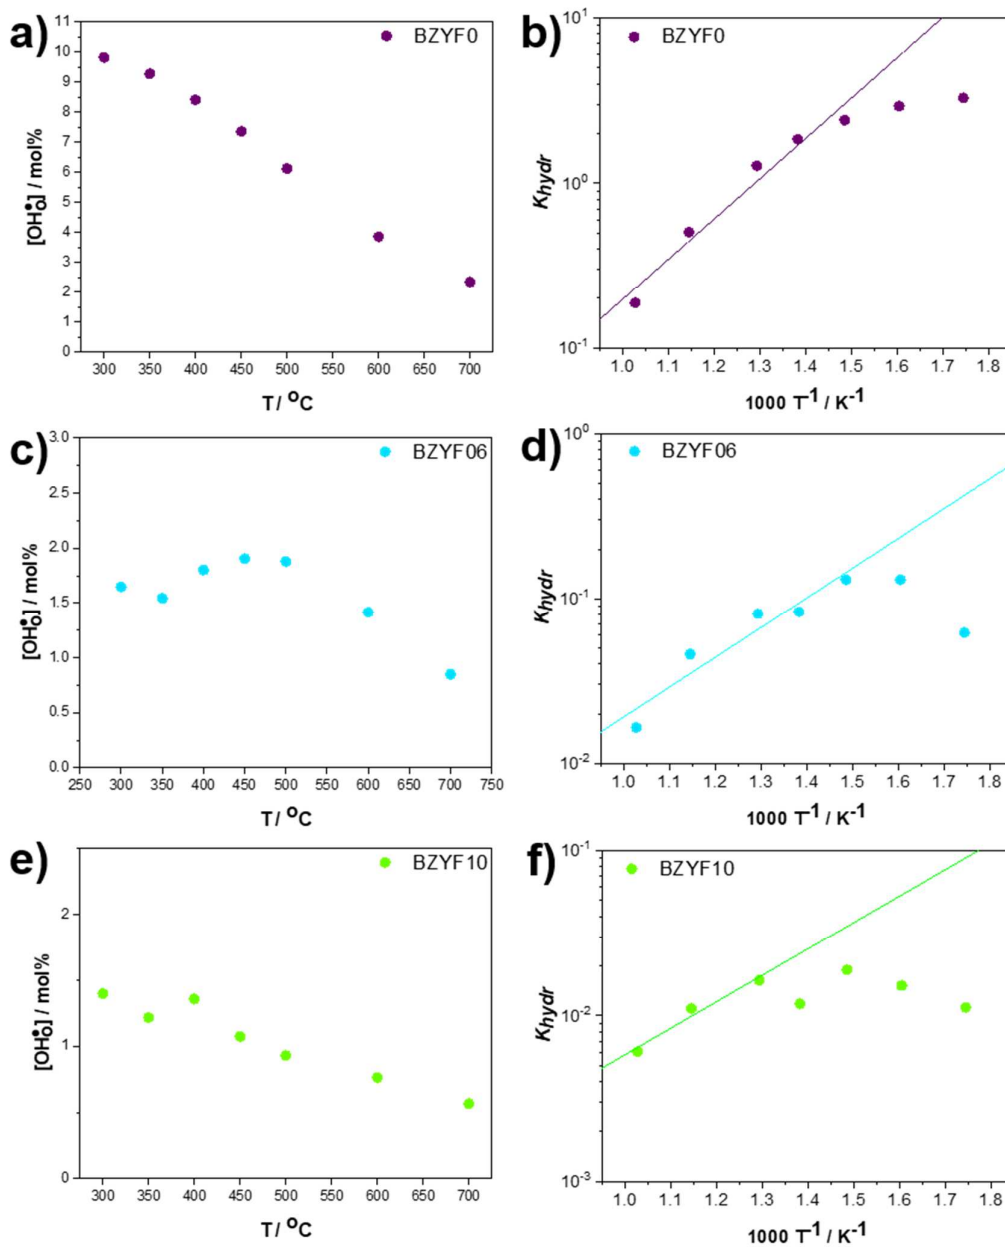 a)
BZYF0
[OH•O] / mol%
11
10
9
8
7
6
5
4
3
2
1
0
300 350 400 450 500 550 600 650 700
T/ °C
b)
BZYF0
Khydr
10^1
10^0
10^-1
1.0 1.1 1.2 1.3 1.4 1.5 1.6 1.7 1.8
1000 T^-1 / K^-1
c)
BZYF06
[OH•O] / mol%
3.0
2.5
2.0
1.5
1.0
0.5
0.0
250 300 350 400 450 500 550 600 650 700 750
T/ °C
d)
BZYF06
Khydr
10^0
10^-1
10^-2
1.0 1.1 1.2 1.3 1.4 1.5 1.6 1.7 1.8
1000 T^-1 / K^-1
e)
BZYF10
[OH•O] / mol%
2
1
0
300 350 400 450 500 550 600 650 700
T/ °C
f)
BZYF10
Khydr
10^-1
10^-2
10^-3
1.0 1.1 1.2 1.3 1.4 1.5 1.6 1.7 1.8
1000 T^-1 / K^-1